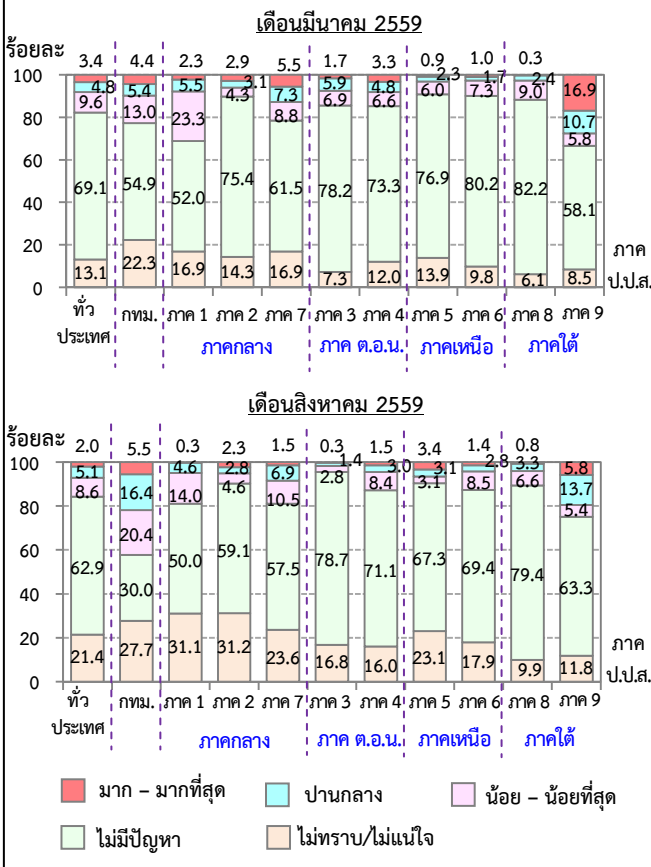 เดือนมีนาคม 2559
ร้อยละ
3.4 4.4 2.3 2.9 5.5 1.7 3.3 0.9 1.0 0.3
100
4.8 5.4 5.5 3.1 7.3 5.9 4.8 2.3 1.7 2.4 16.9
9.6 13.0 23.3 4.3 8.8 6.9 6.6 6.0 7.3 9.0 10.7
5.8
80
69.1 54.9 52.0 75.4 61.5 78.2 73.3 76.9 80.2 82.2 58.1
60
40
20
13.1 22.3 16.9 14.3 16.9 7.3 12.0 13.9 9.8 6.1 8.5
0
ภาค
ป.ป.ส.
ทั่ว กทม. ภาค 1 ภาค 2 ภาค 7 ภาค 3 ภาค 4 ภาค 5 ภาค 6 ภาค 8 ภาค 9
ประเทศ ภาคกลาง ภาค ต.อ.น. ภาคเหนือ ภาคใต้
เดือนสิงหาคม 2559
ร้อยละ
2.0 5.5 0.3 2.3 1.5 0.3 1.5 3.4 1.4 0.8
100
5.1 16.4 4.6 2.8 6.9 1.4 3.0 3.1 2.8 3.3 5.8
8.6 20.4 14.0 4.6 10.5 2.8 8.4 3.1 8.5 6.6 13.7
5.4
80
62.9 30.0 50.0 59.1 57.5 78.7 71.1 67.3 69.4 79.4 63.3
60
40
20
21.4 27.7 31.1 31.2 23.6 16.8 16.0 23.1 17.9 9.9 11.8
0
ภาค
ป.ป.ส.
ทั่ว กทม. ภาค 1 ภาค 2 ภาค 7 ภาค 3 ภาค 4 ภาค 5 ภาค 6 ภาค 8 ภาค 9
ประเทศ ภาคกลาง ภาค ต.อ.น. ภาคเหนือ ภาคใต้
มาก – มากที่สุด ปานกลาง น้อย – น้อยที่สุด
ไม่มีปัญหา ไม่ทราบ/ไม่แน่ใจ